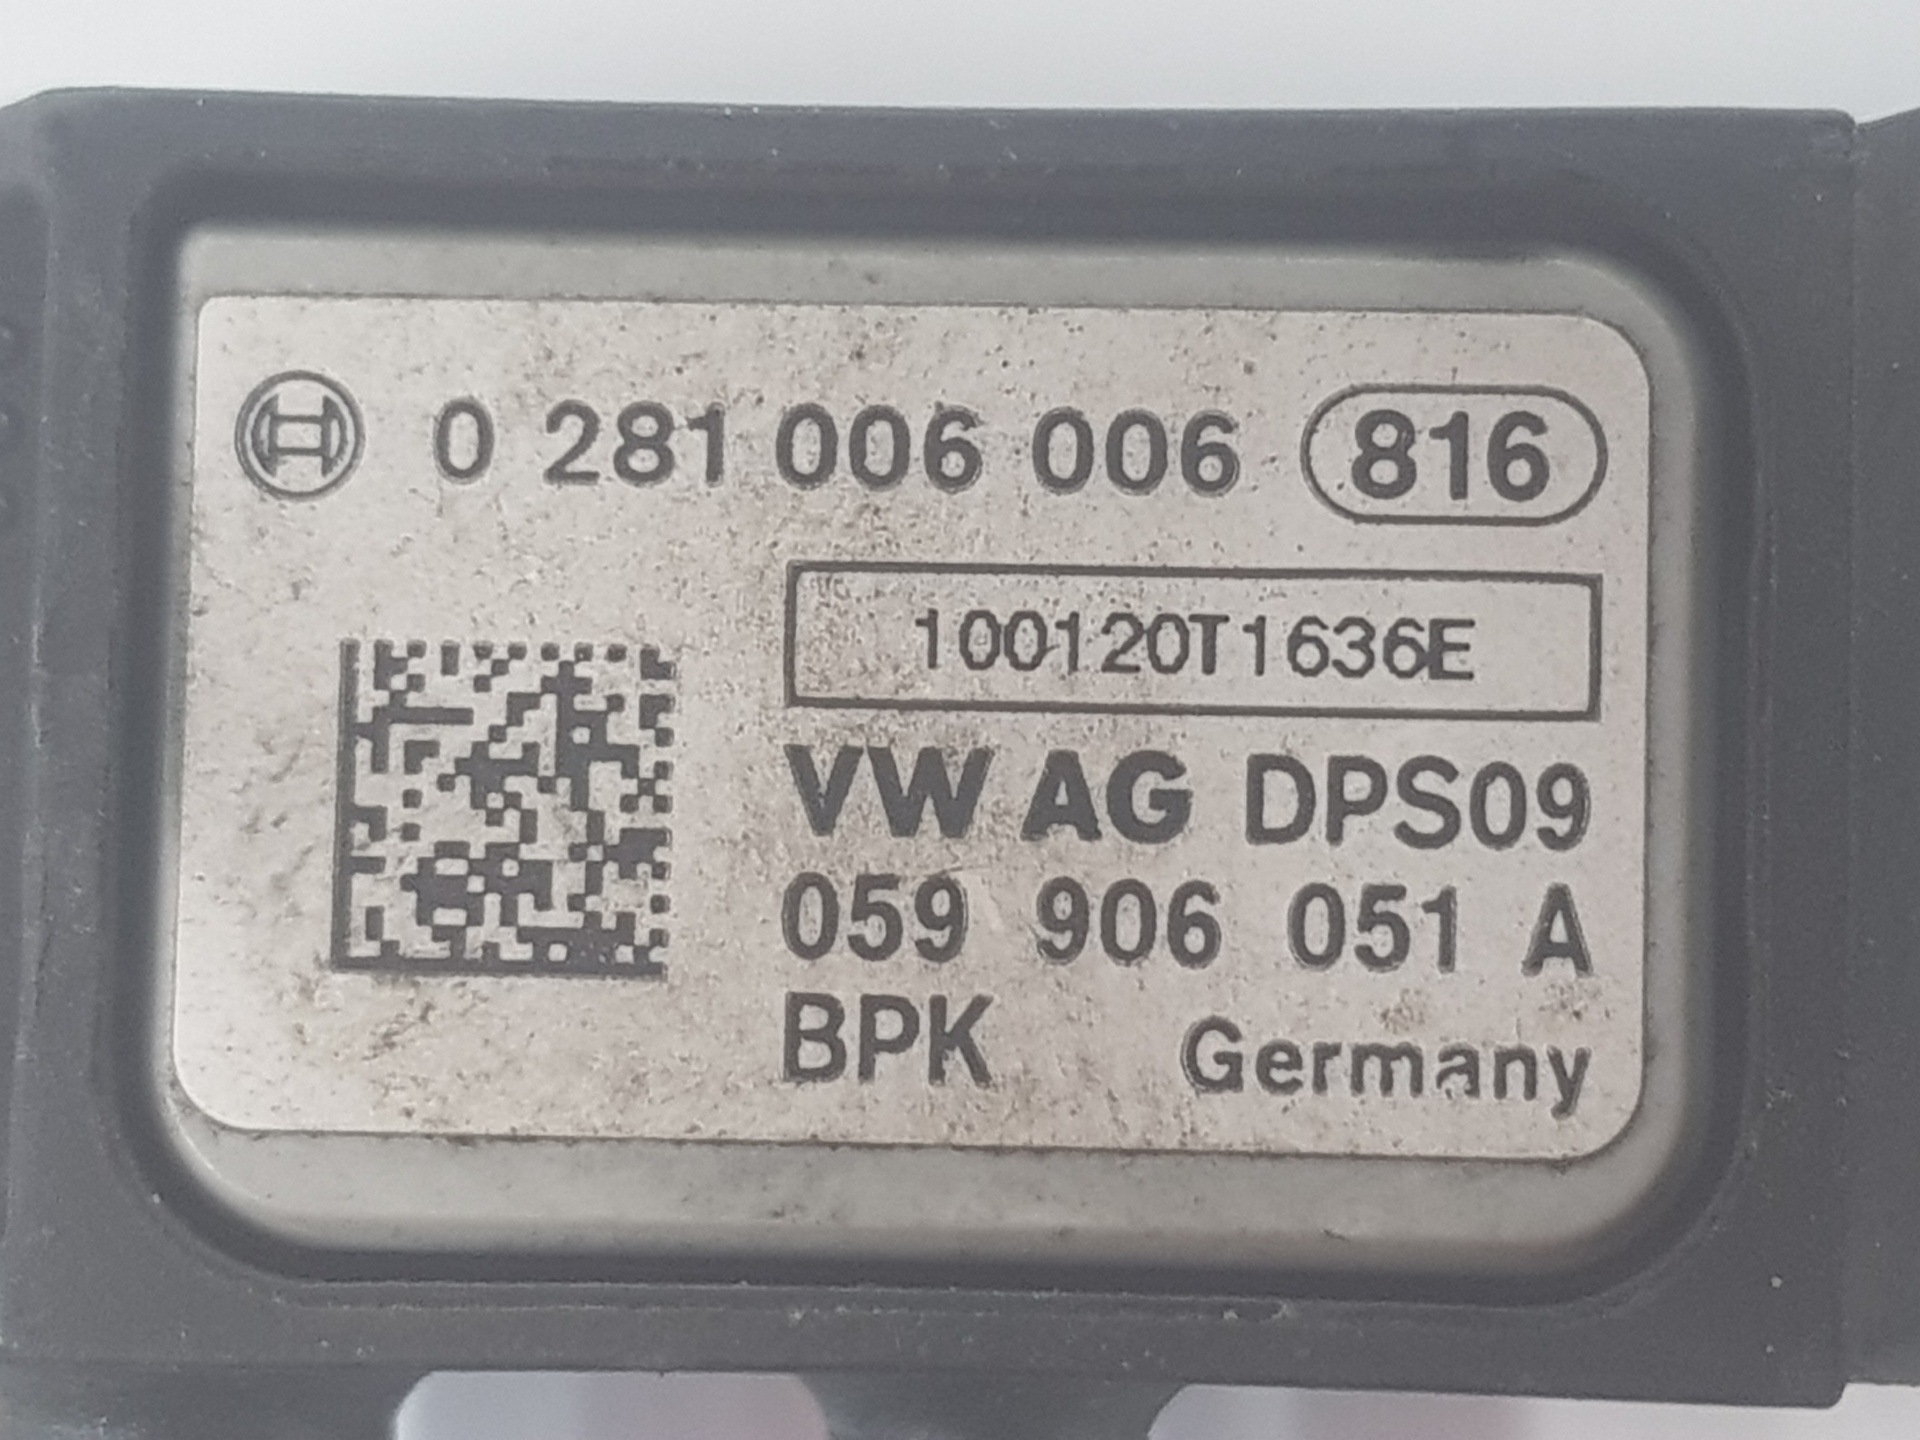 0 281 006 006 816
100120T1636E
VW AG DPS09
059 906 051 A
BPK Germany